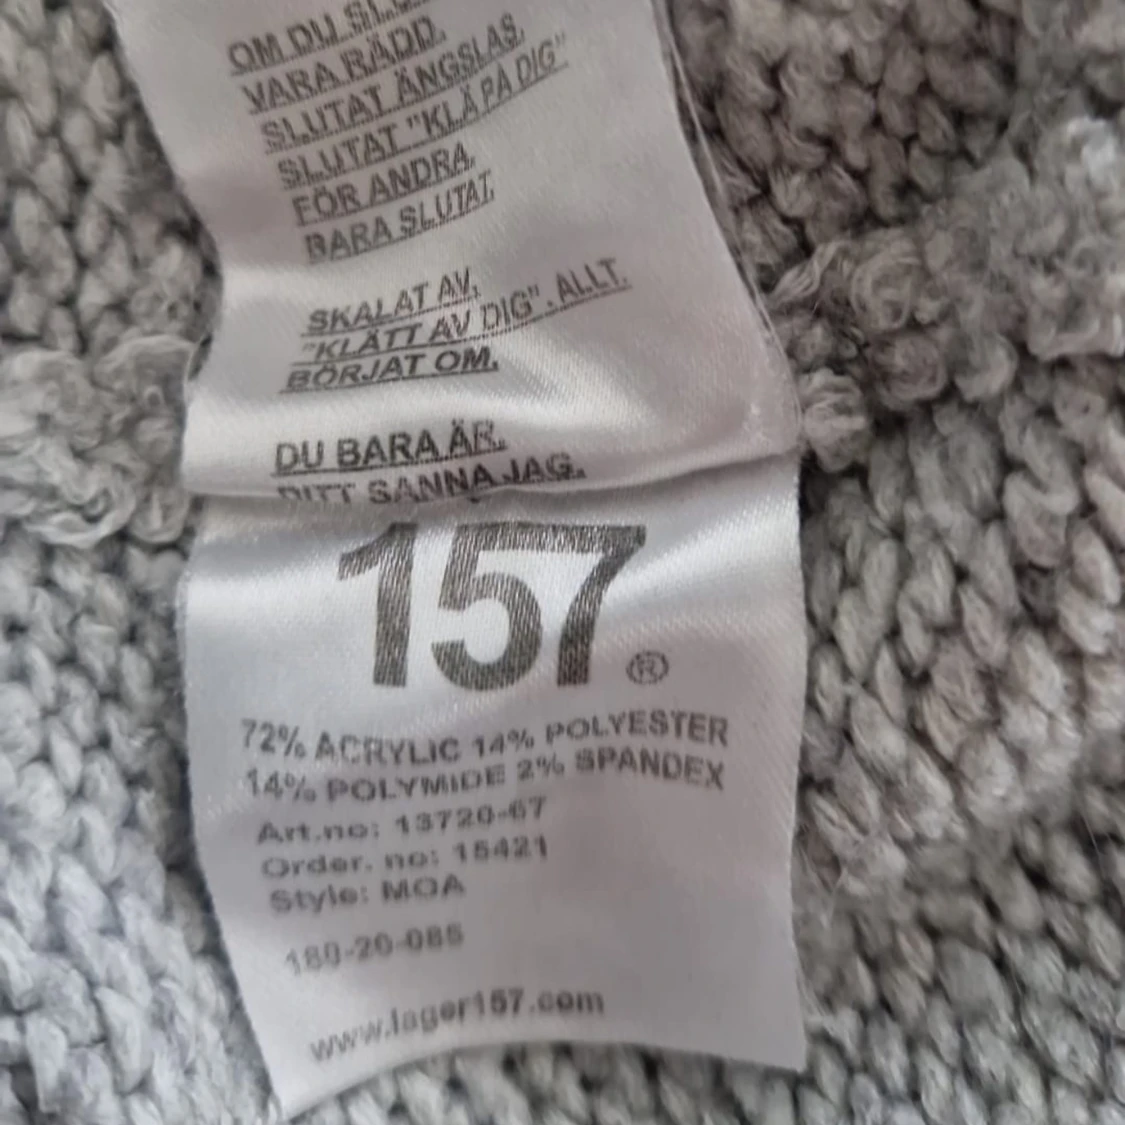 OM DU SLU
VARA RÄDD.
SLUTAT ÄNGSLAS.
SLUTAT "KLÄ PÅ DIG"
FÖR ANDRA.
BARA SLUTAT.
SKALAT AV.
"KLÄTT AV DIG". ALLT.
BÖRJAT OM.
DU BARA ÄR.
DITT SANNA JAG.
157®
72% ACRYLIC 14% POLYESTER
14% POLYMIDE 2% SPANDEX
Art.no: 13720-67
Order. no: 15421
Style: MOA
180-20-085
www.lager157.com